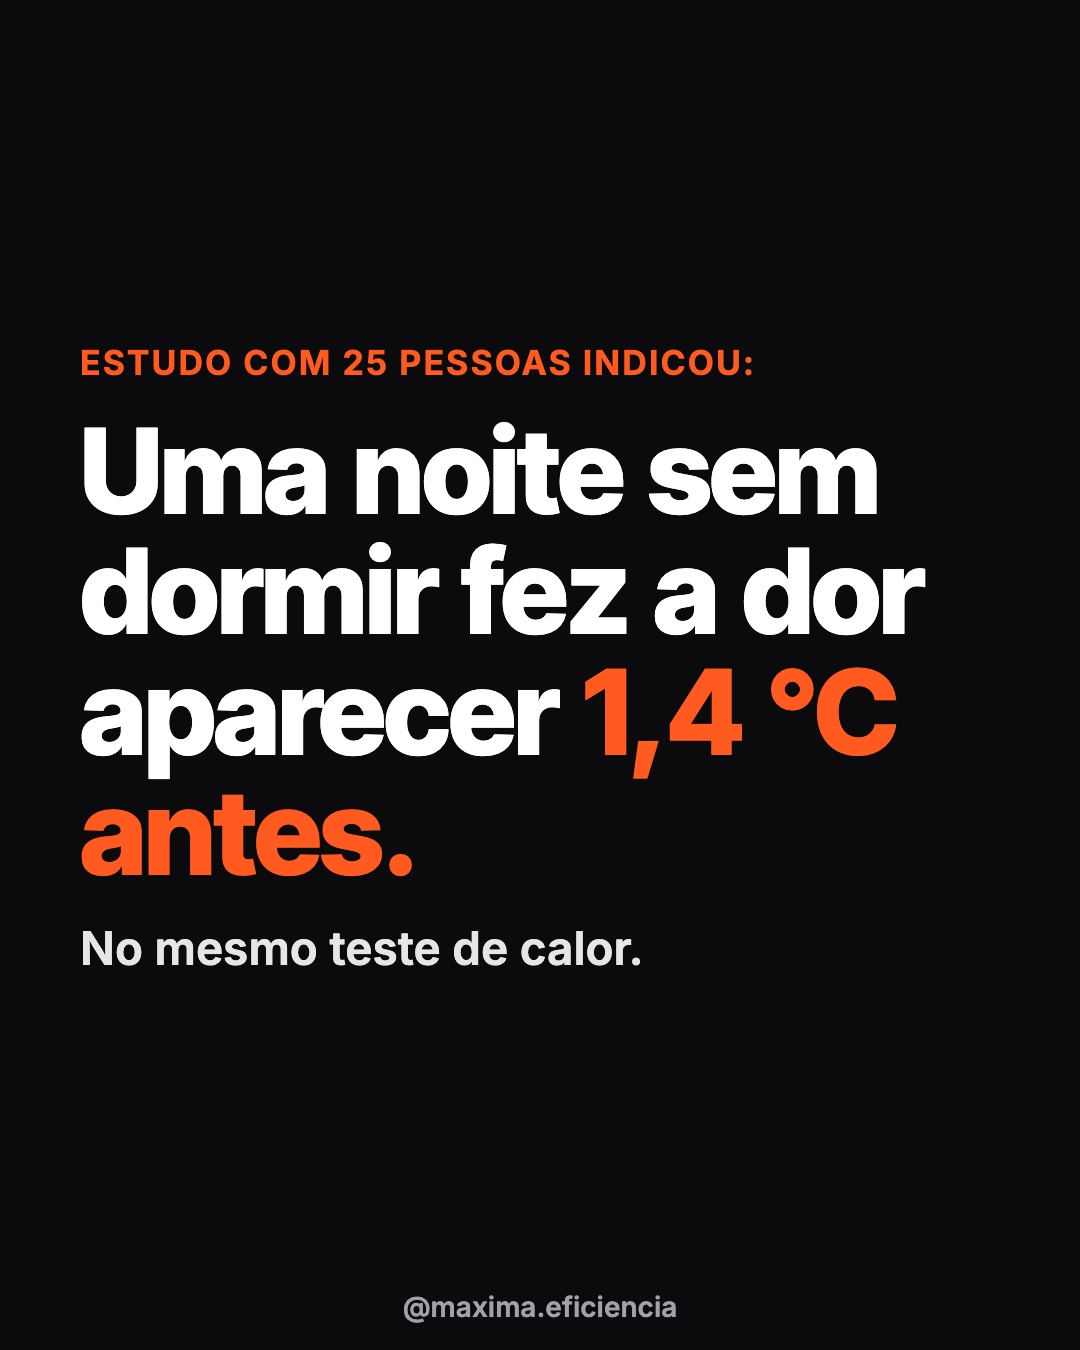 ESTUDO COM 25 PESSOAS INDICOU:
Uma noite sem
dormir fez a dor
aparecer 1,4 °C
antes.
No mesmo teste de calor.
@maxima.eficiencia